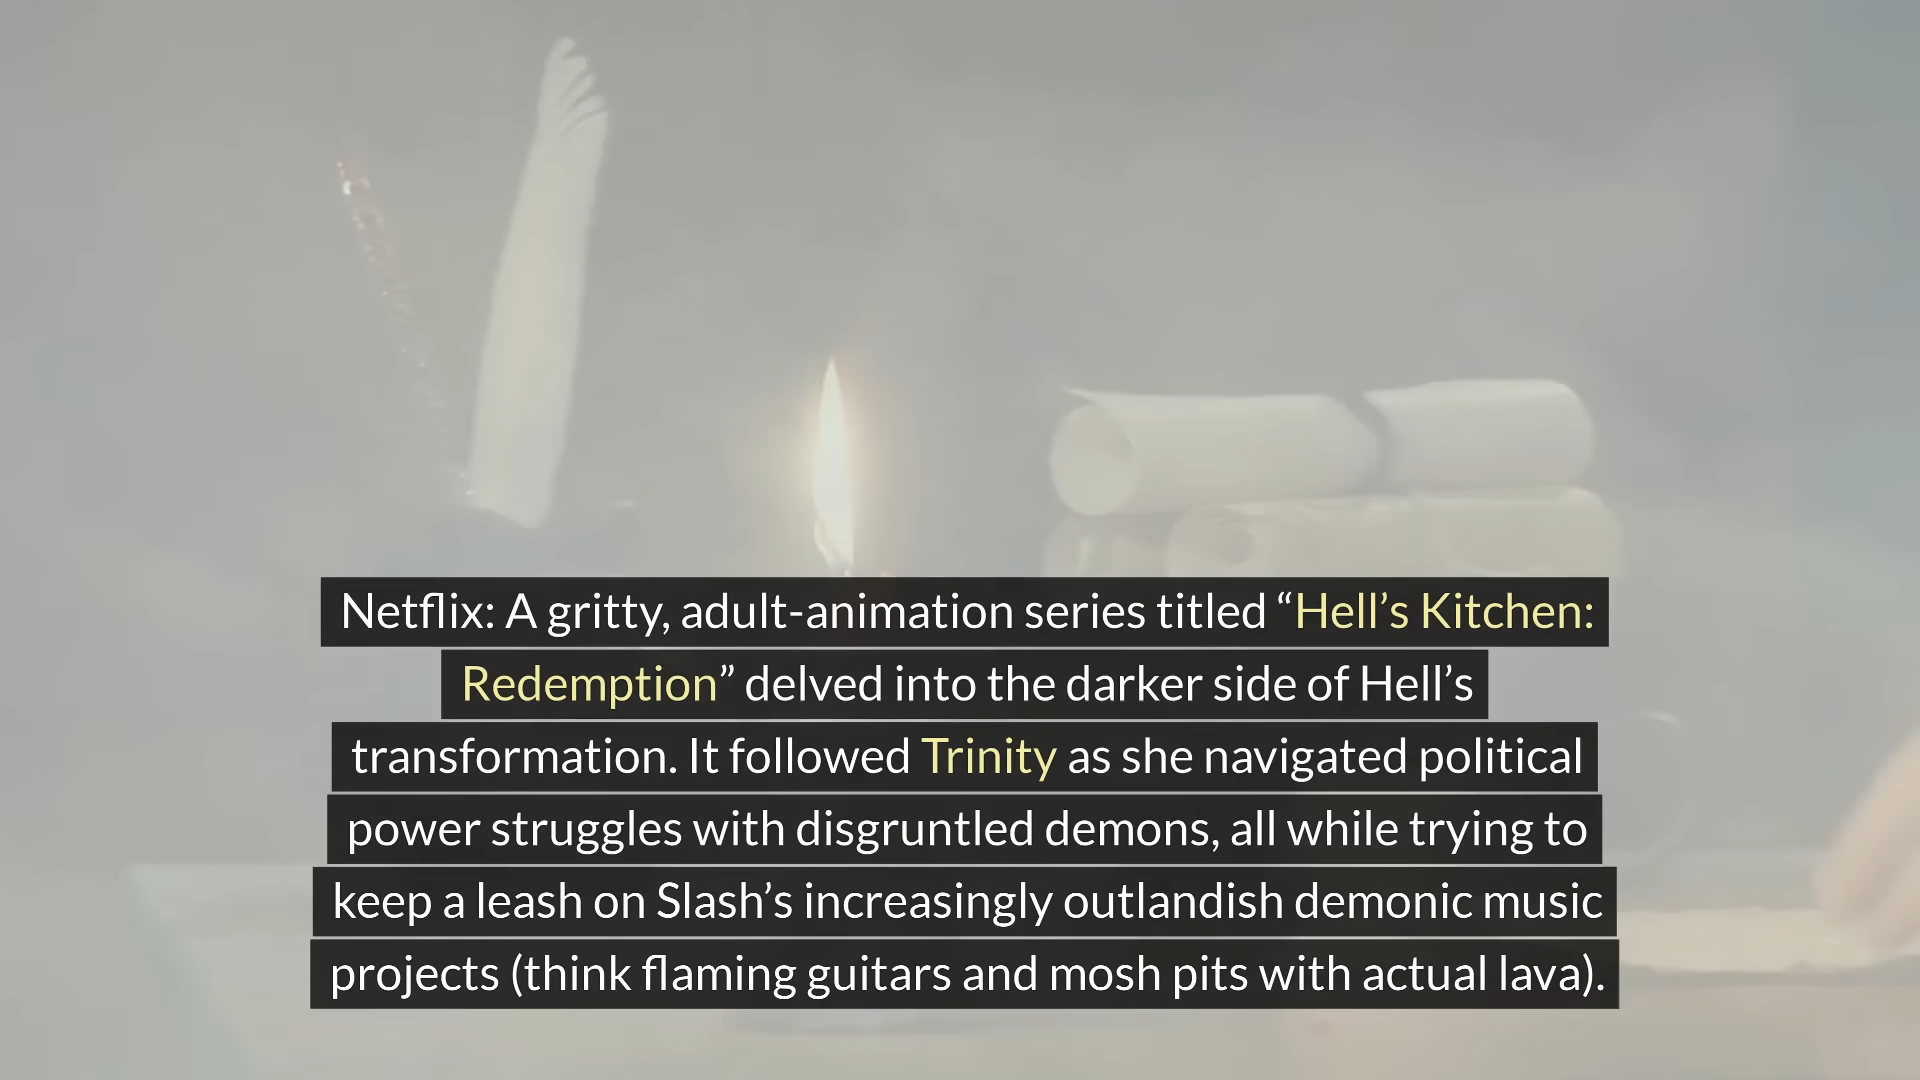 Netflix: A gritty, adult-animation series titled “Hell’s Kitchen:
Redemption” delved into the darker side of Hell’s
transformation. It followed Trinity as she navigated political
power struggles with disgruntled demons, all while trying to
keep a leash on Slash’s increasingly outlandish demonic music
projects (think flaming guitars and mosh pits with actual lava).